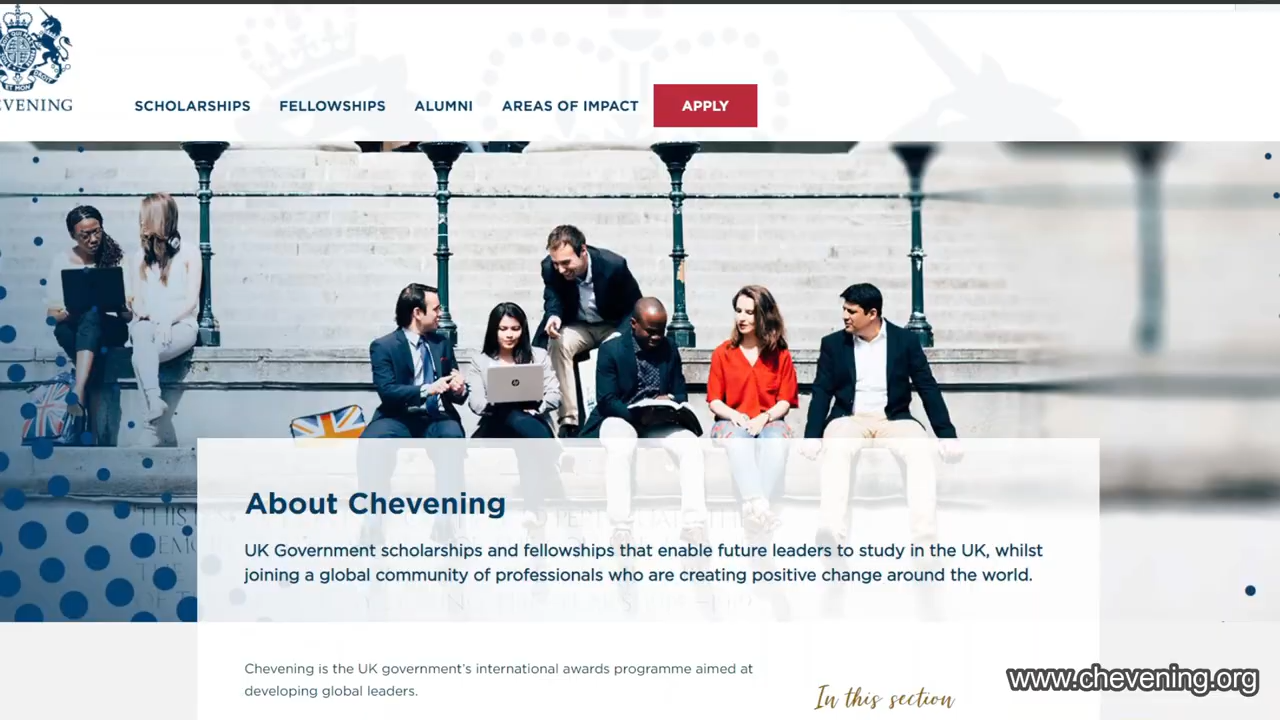 EVENING
SCHOLARSHIPS FELLOWSHIPS ALUMNI AREAS OF IMPACT APPLY
hp
About Chevening
UK Government scholarships and fellowships that enable future leaders to study in the UK, whilst
joining a global community of professionals who are creating positive change around the world.
Chevening is the UK government's international awards programme aimed at
developing global leaders.
In this section
www.chevening.org